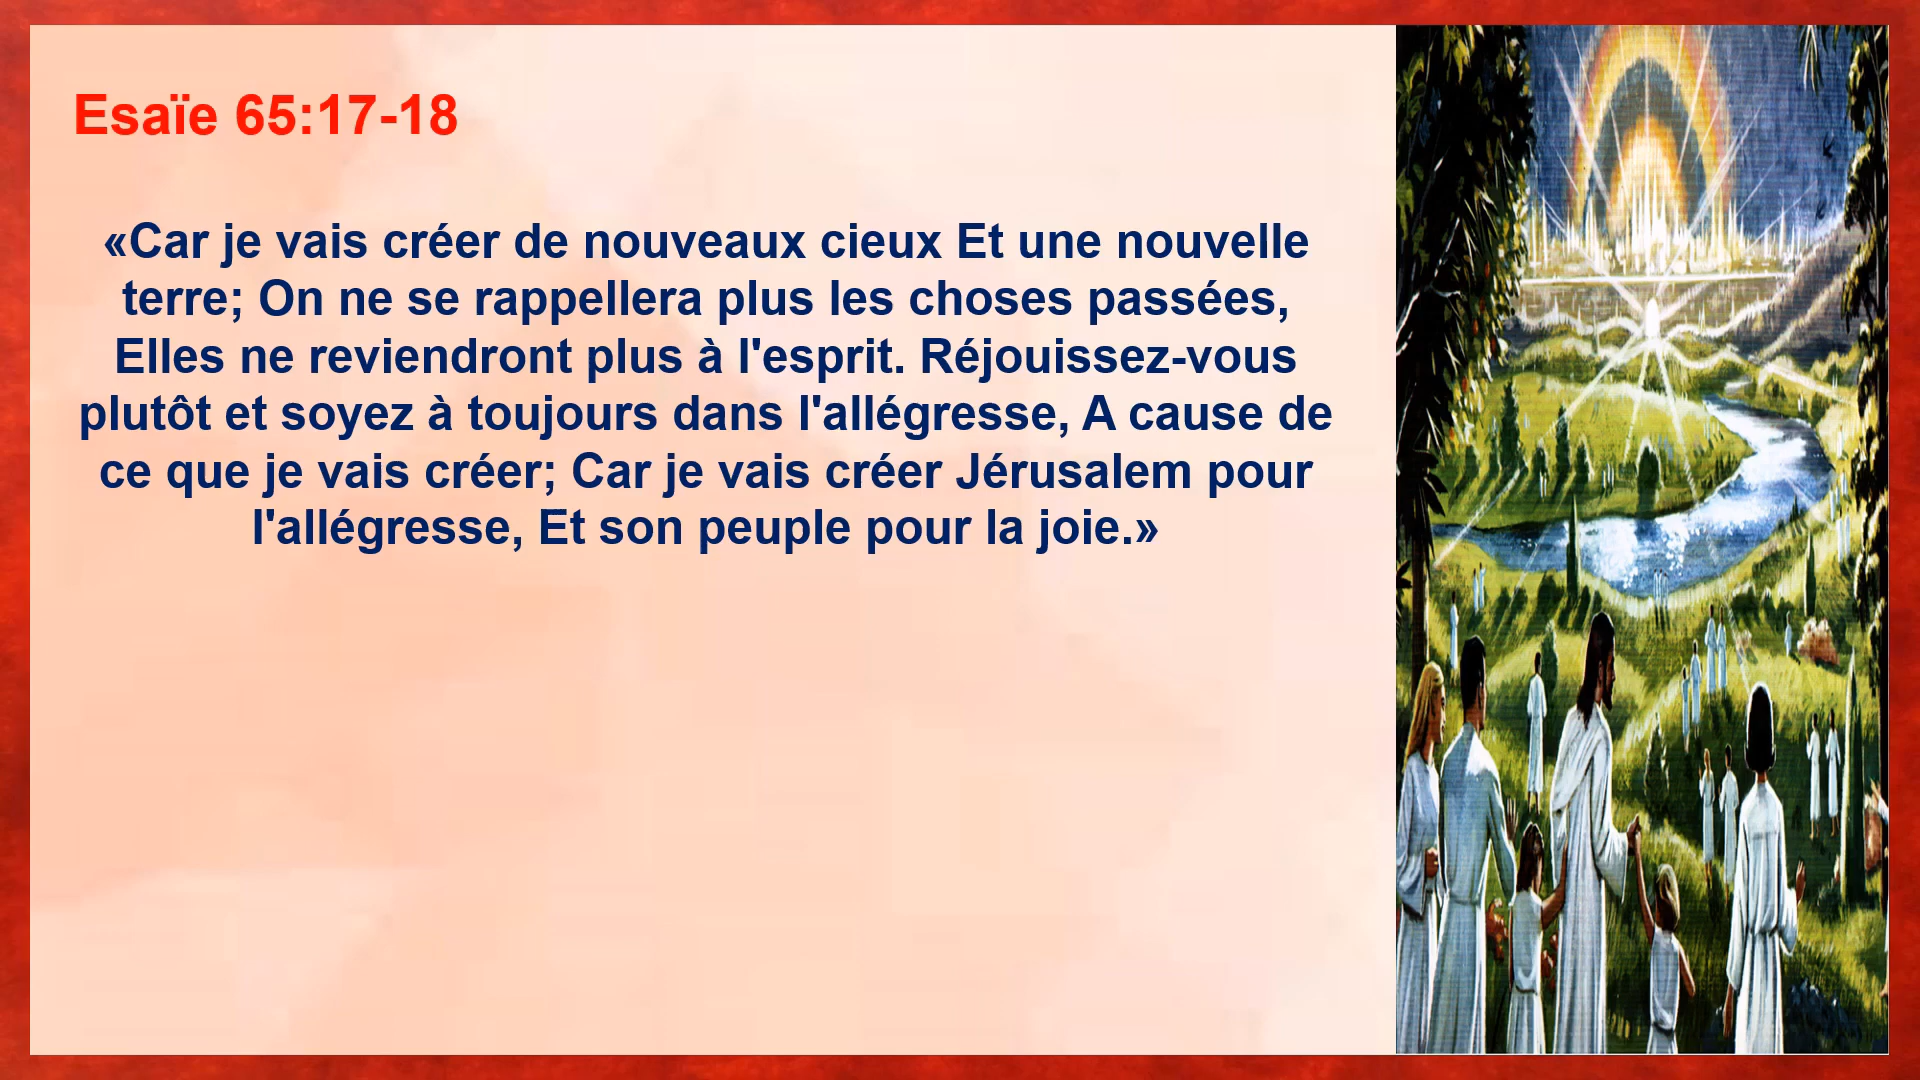 Esaïe 65:17-18
«Car je vais créer de nouveaux cieux Et une nouvelle
terre; On ne se rappellera plus les choses passées,
Elles ne reviendront plus à l'esprit. Réjouissez-vous
plutôt et soyez à toujours dans l'allégresse, A cause de
ce que je vais créer; Car je vais créer Jérusalem pour
l'allégresse, Et son peuple pour la joie.»